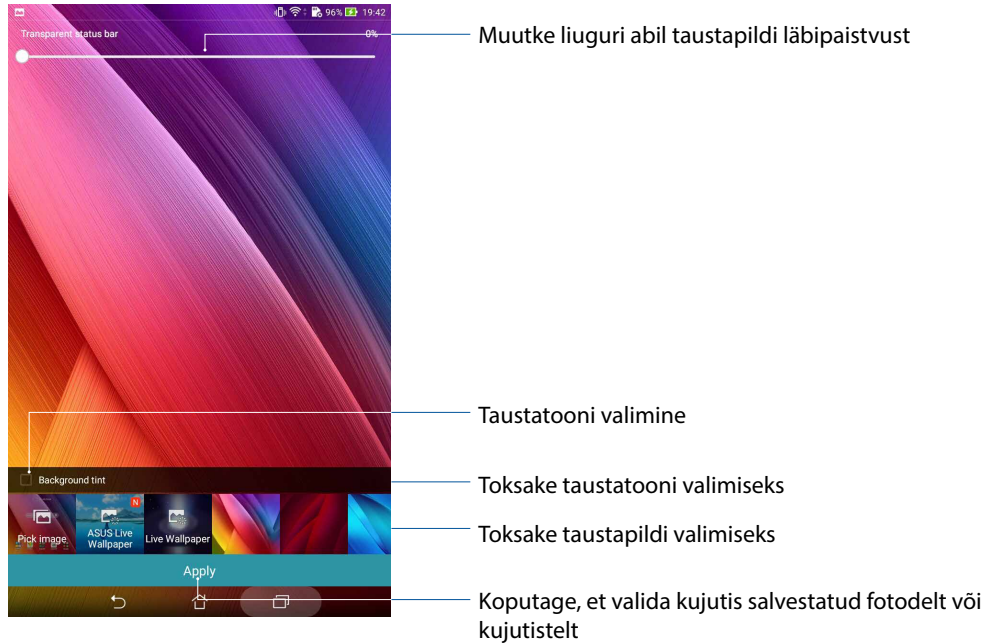 96% 19:42
Transparent status bar 0%
Muutke liuguri abil taustapildi läbipaistvust
Taustatooni valimine
Background tint
Toksake taustatooni valimiseks
N
Pick image
ASUS Live
Wallpaper
Live Wallpaper
Toksake taustapildi valimiseks
Apply
Koputage, et valida kujutis salvestatud fotodelt või
kujutistelt